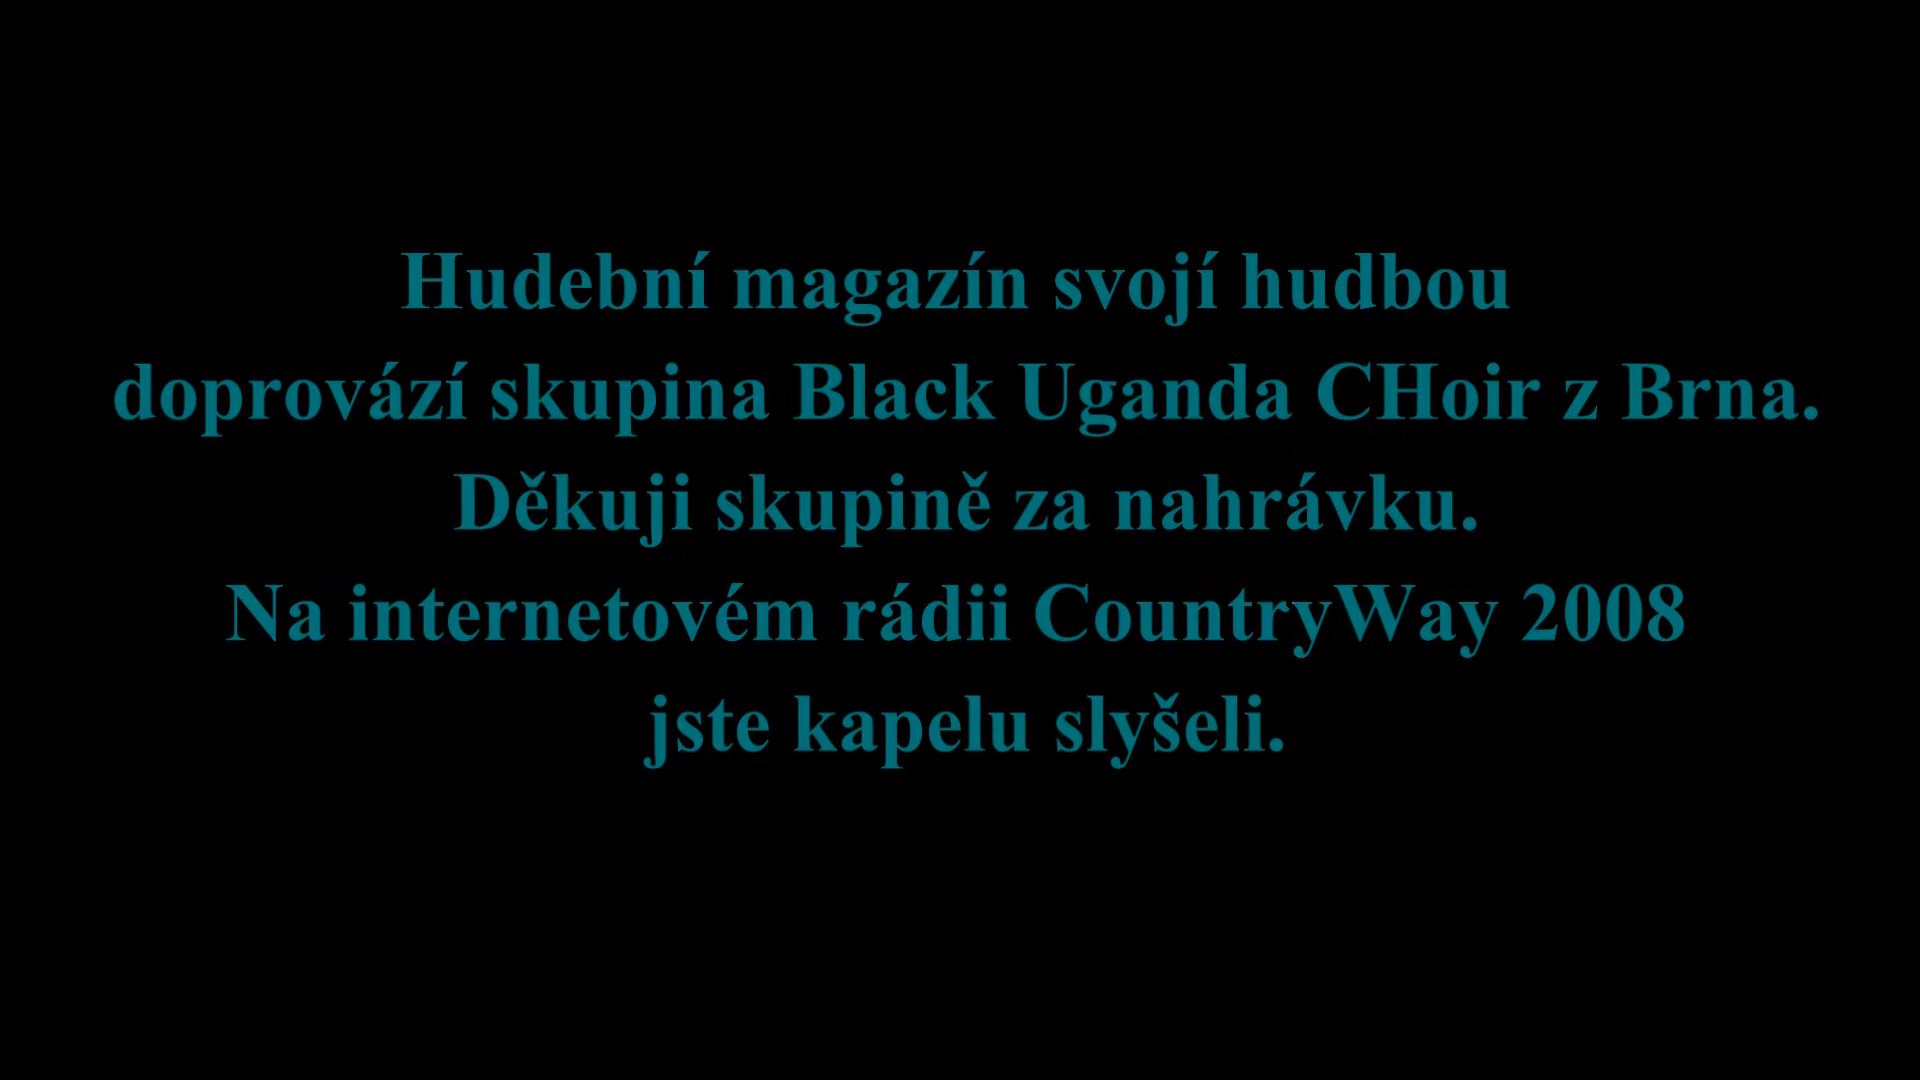 Hudební magazín svojí hudbou
doprovází skupina Black Uganda CHoir z Brna.
Děkuji skupině za nahrávku.
Na internetovém rádii CountryWay 2008
jste kapelu slyšeli.